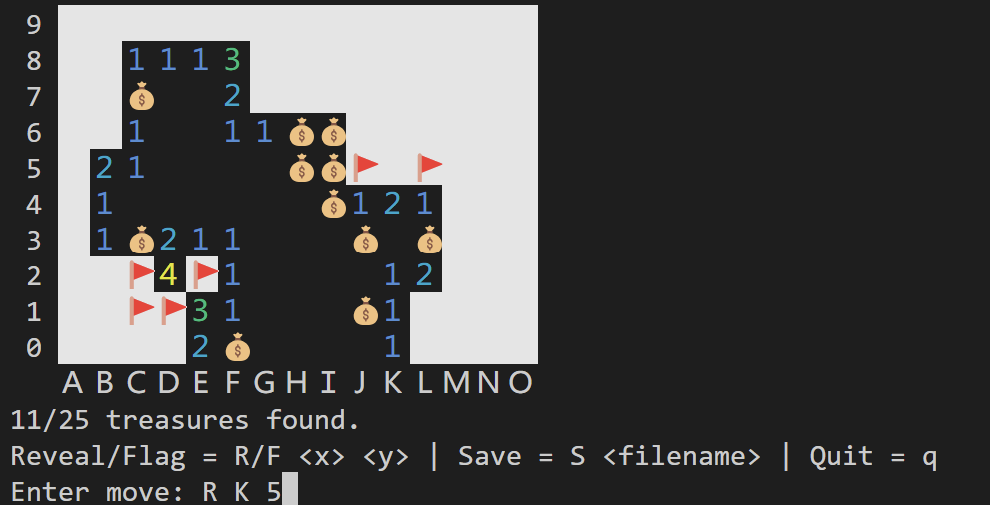 9
8 1 1 1 3
7 2
6 1 1 1
5 2 1
4 1 1 2 1
3 1 2 1 1
2 4 1 1 2
1 3 1 1
0 2 1
A B C D E F G H I J K L M N O
11/25 treasures found.
Reveal/Flag = R/F <x> <y> | Save = S <filename> | Quit = q
Enter move: R K 5